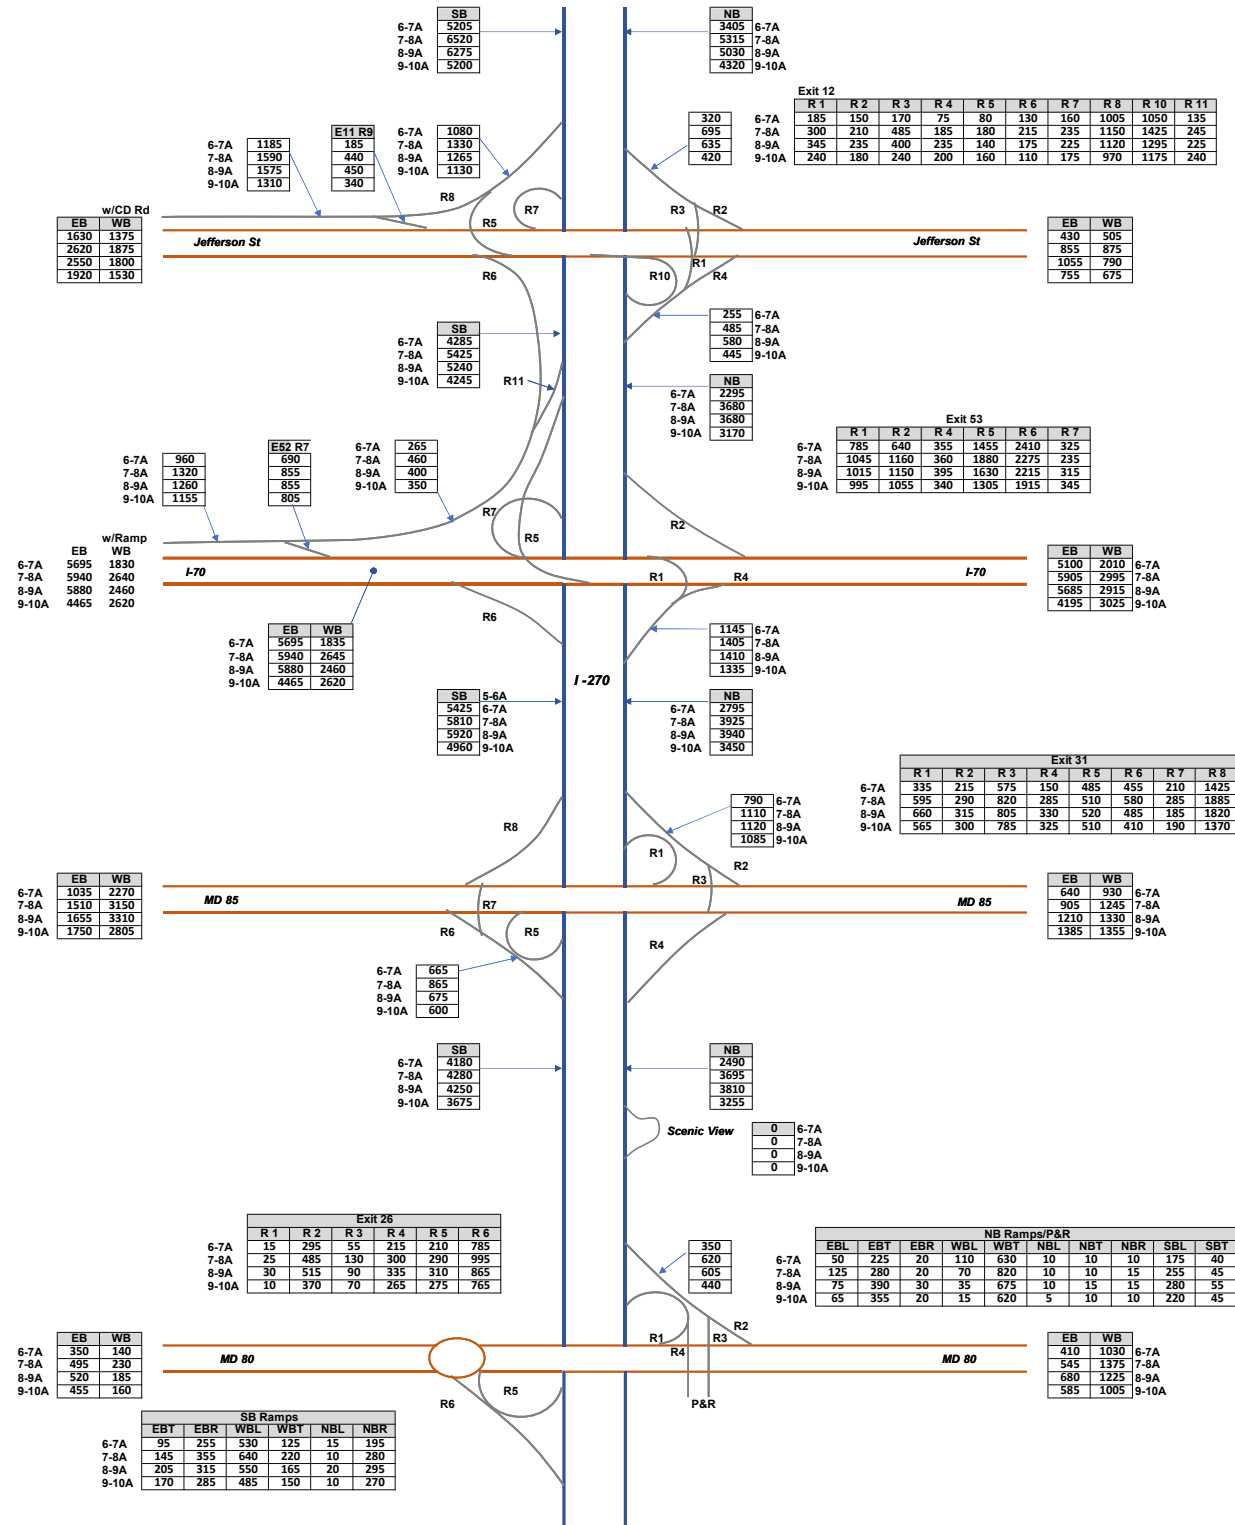 SB
6-7A 5205
7-8A 6520
8-9A 6275
9-10A 5200
NB
3405 6-7A
5315 7-8A
5030 8-9A
4320 9-10A
Exit 12
R 1 R 2 R 3 R 4 R 5 R 6 R 7 R 8 R 10 R 11
6-7A 185 150 170 75 80 130 160 1005 1050 135
7-8A 300 210 485 185 180 215 235 1150 1425 245
8-9A 345 235 400 235 140 175 225 1120 1295 225
9-10A 240 180 240 200 160 110 175 970 1175 240
320
695
635
420
6-7A 1185
7-8A 1590
8-9A 1575
9-10A 1310
E11 R9
185
440
450
340
6-7A 1080
7-8A 1330
8-9A 1265
9-10A 1130
R8
R7
R5
R3
R2
w/CD Rd
EB WB
1630 1375
2620 1875
2550 1800
1920 1530
Jefferson St
Jefferson St
EB WB
430 505
855 875
1055 790
755 675
R6
R10
R1
R4
SB
6-7A 4285
7-8A 5425
8-9A 5240
9-10A 4245
255 6-7A
485 7-8A
580 8-9A
445 9-10A
R11
NB
6-7A 2295
7-8A 3680
8-9A 3680
9-10A 3170
Exit 53
R 1 R 2 R 4 R 5 R 6 R 7
6-7A 785 640 355 1455 2410 325
7-8A 1045 1160 360 1880 2275 235
8-9A 1015 1150 395 1630 2215 315
9-10A 995 1055 340 1305 1915 345
6-7A 960
7-8A 1320
8-9A 1260
9-10A 1155
E52 R7
690
855
855
805
6-7A 265
7-8A 460
8-9A 400
9-10A 350
R7
R5
R2
w/Ramp
EB WB
6-7A 5695 1830
7-8A 5940 2640
8-9A 5880 2460
9-10A 4465 2620
I-70
I-70
R1
R4
EB WB
5100 2010 6-7A
5905 2995 7-8A
5685 2915 8-9A
4195 3025 9-10A
R6
EB WB
6-7A 5695 1835
7-8A 5940 2645
8-9A 5880 2460
9-10A 4465 2620
1145 6-7A
1405 7-8A
1410 8-9A
1335 9-10A
I -270
SB 5-6A
5425 6-7A
5810 7-8A
5920 8-9A
4960 9-10A
NB
6-7A 2795
7-8A 3925
8-9A 3940
9-10A 3450
Exit 31
R 1 R 2 R 3 R 4 R 5 R 6 R 7 R 8
6-7A 335 215 575 150 485 455 210 1425
7-8A 595 290 820 285 510 580 285 1885
8-9A 660 315 805 330 520 485 185 1820
9-10A 565 300 785 325 510 410 190 1370
790 6-7A
1110 7-8A
1120 8-9A
1085 9-10A
R8
R1
R2
R3
EB WB
6-7A 1035 2270
7-8A 1510 3150
8-9A 1655 3310
9-10A 1750 2805
MD 85
MD 85
EB WB
640 930 6-7A
905 1245 7-8A
1210 1330 8-9A
1385 1355 9-10A
R7
R6
R5
R4
6-7A 665
7-8A 865
8-9A 675
9-10A 600
SB
6-7A 4180
7-8A 4280
8-9A 4250
9-10A 3675
NB
2490
3695
3810
3255
Scenic View
0 6-7A
0 7-8A
0 8-9A
0 9-10A
Exit 26
R 1 R 2 R 3 R 4 R 5 R 6
6-7A 15 295 55 215 210 785
7-8A 25 485 130 300 290 995
8-9A 30 515 90 335 310 865
9-10A 10 370 70 265 275 765
350
620
605
440
NB Ramps/P&R
EBL EBT EBR WBL WBT NBL NBT NBR SBL SBT
6-7A 50 225 20 110 630 10 10 10 175 40
7-8A 125 280 20 70 820 10 10 15 255 45
8-9A 75 390 30 35 675 10 15 15 280 55
9-10A 65 355 20 15 620 5 10 10 220 45
EB WB
6-7A 350 140
7-8A 495 230
8-9A 520 185
9-10A 455 160
MD 80
R1
R4
R3
R2
MD 80
EB WB
410 1030 6-7A
545 1375 7-8A
680 1225 8-9A
585 1005 9-10A
R5
R6
P&R
SB Ramps
EBT EBR WBL WBT NBL NBR
6-7A 95 255 530 125 15 195
7-8A 145 355 640 220 10 280
8-9A 205 315 550 165 20 295
9-10A 170 285 485 150 10 270